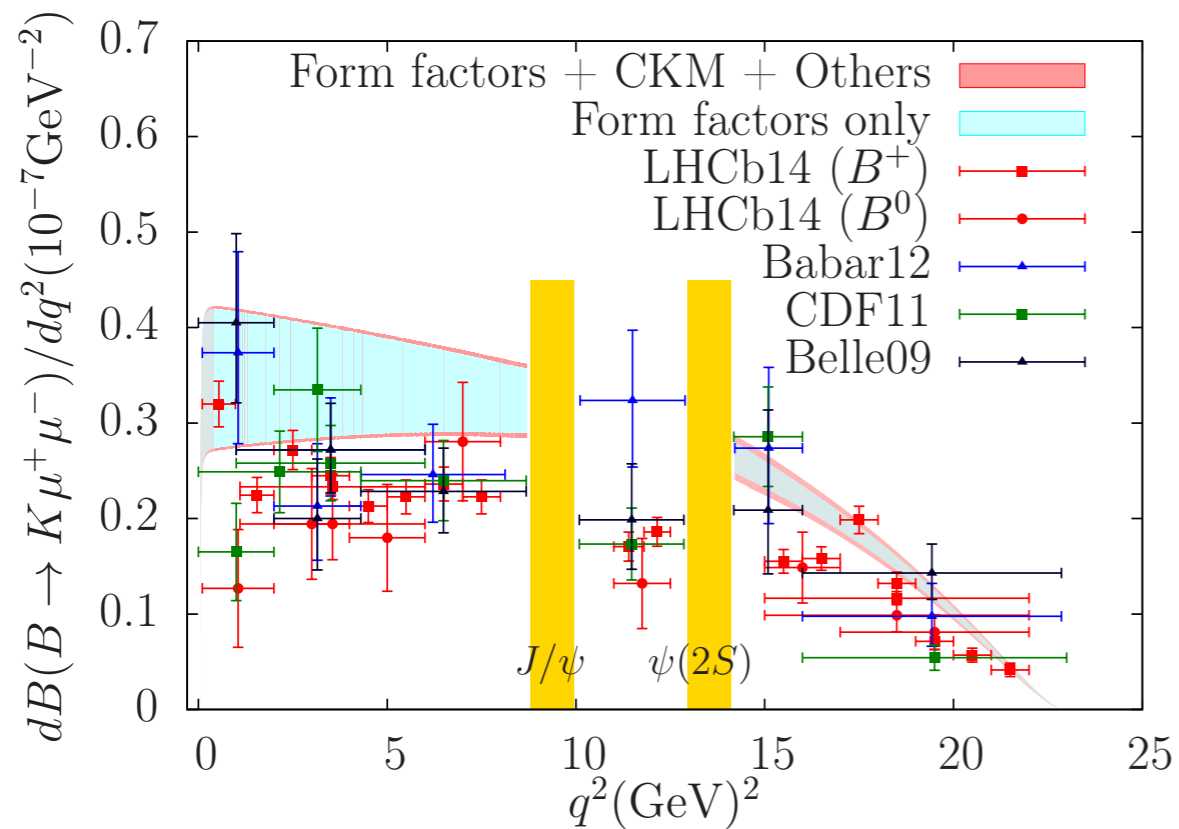 dB(B → Kμ⁺μ⁻)/dq²(10⁻⁷GeV⁻²)
0.7
0.6
0.5
0.4
0.3
0.2
0.1
0
Form factors + CKM + Others
Form factors only
LHCb14 (B⁺)
LHCb14 (B⁰)
Babar12
CDF11
Belle09
J/ψ
ψ(2S)
0 5 10 15 20 25
q²(GeV)²